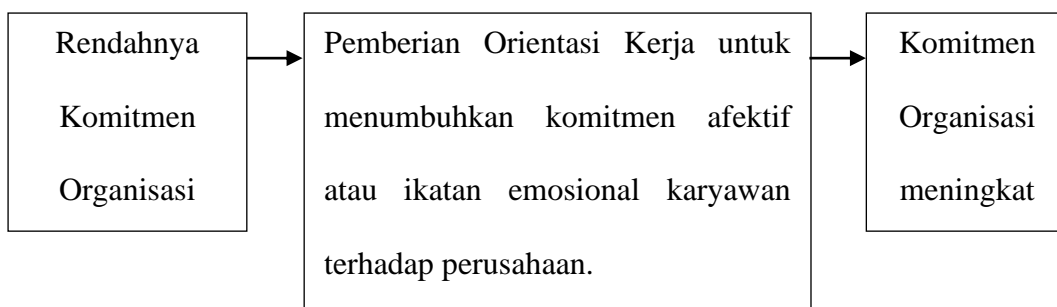 Rendahnya
Komitmen
Organisasi
Pemberian Orientasi Kerja untuk
menumbuhkan komitmen afektif
atau ikatan emosional karyawan
terhadap perusahaan.
Komitmen
Organisasi
meningkat